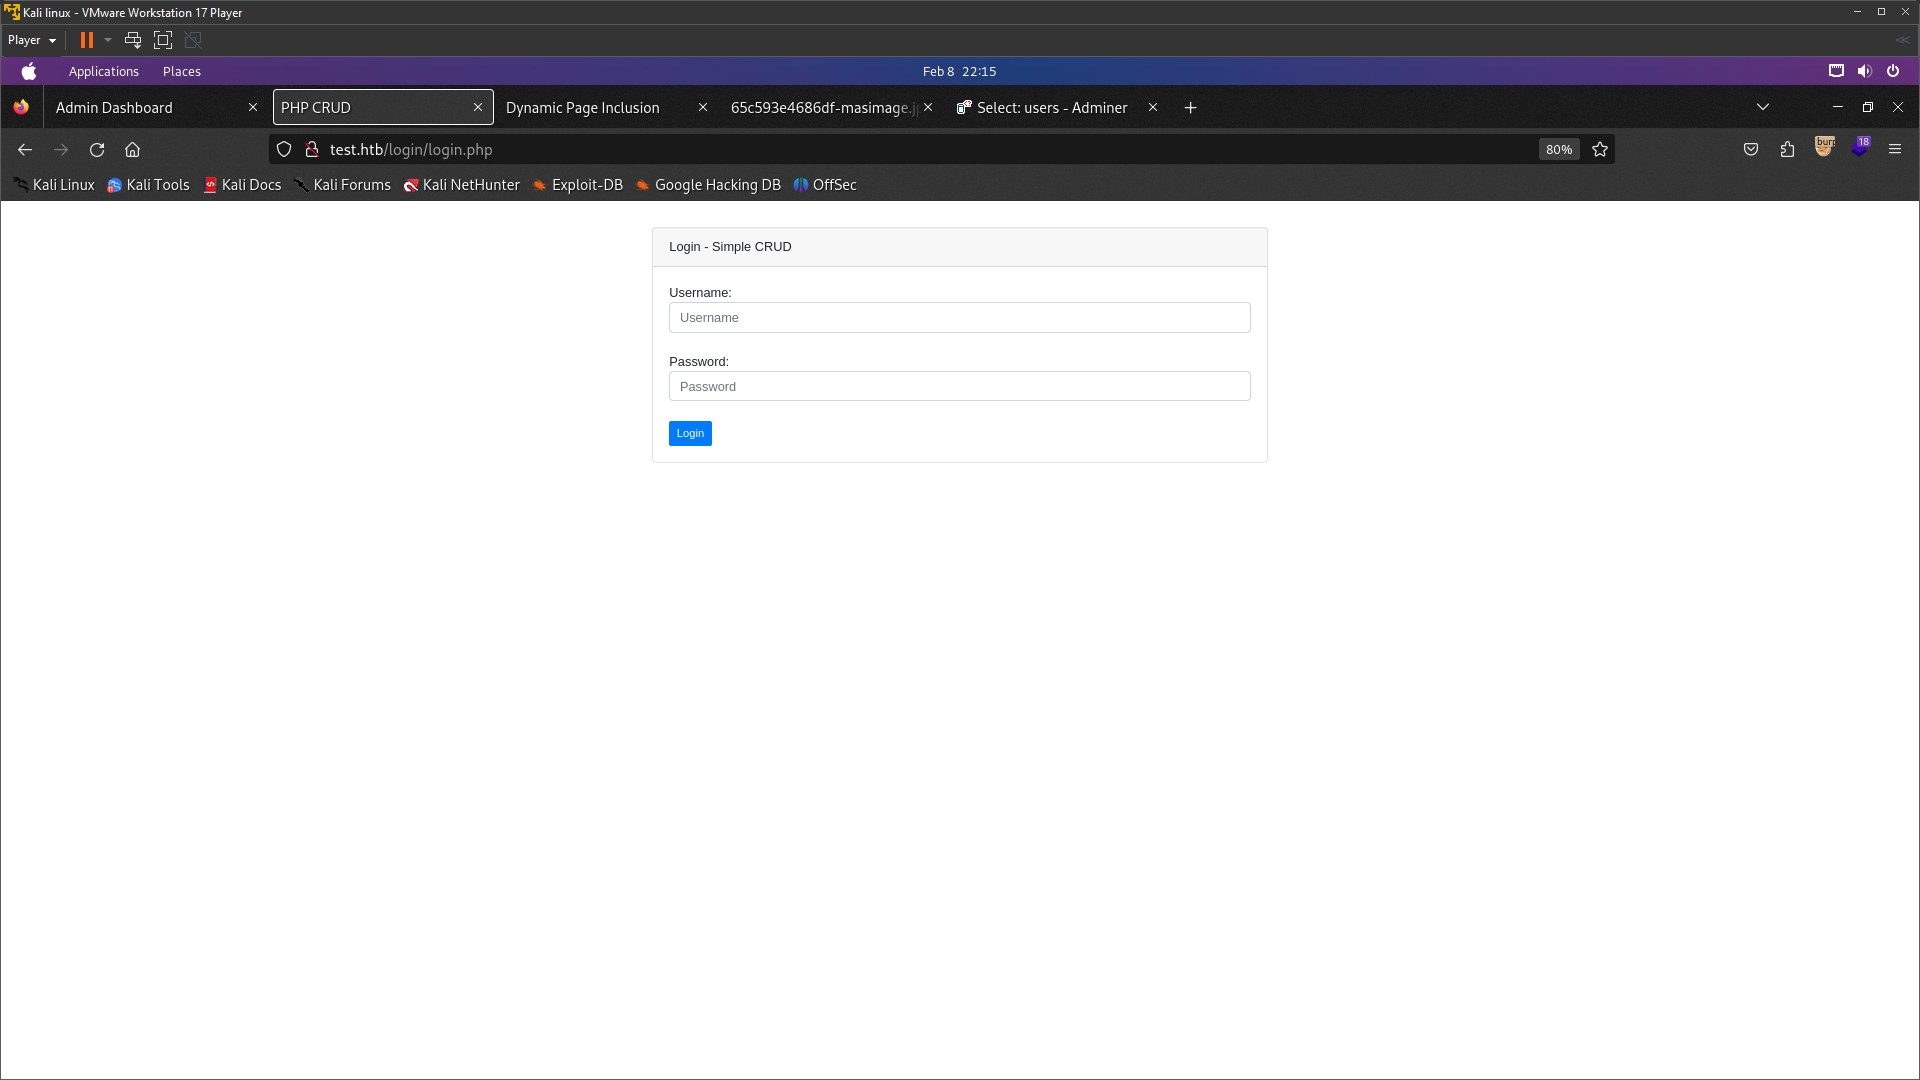 Kali linux - VMware Workstation 17 Player
Player
Applications Places Feb 8 22:15
Admin Dashboard PHP CRUD Dynamic Page Inclusion 65c593e4686df-masimage.j Select: users - Adminer
test.htb/login/login.php 80% 18
Kali Linux Kali Tools Kali Docs Kali Forums Kali NetHunter Exploit-DB Google Hacking DB OffSec
Login - Simple CRUD
Username:
Username
Password:
Password
Login